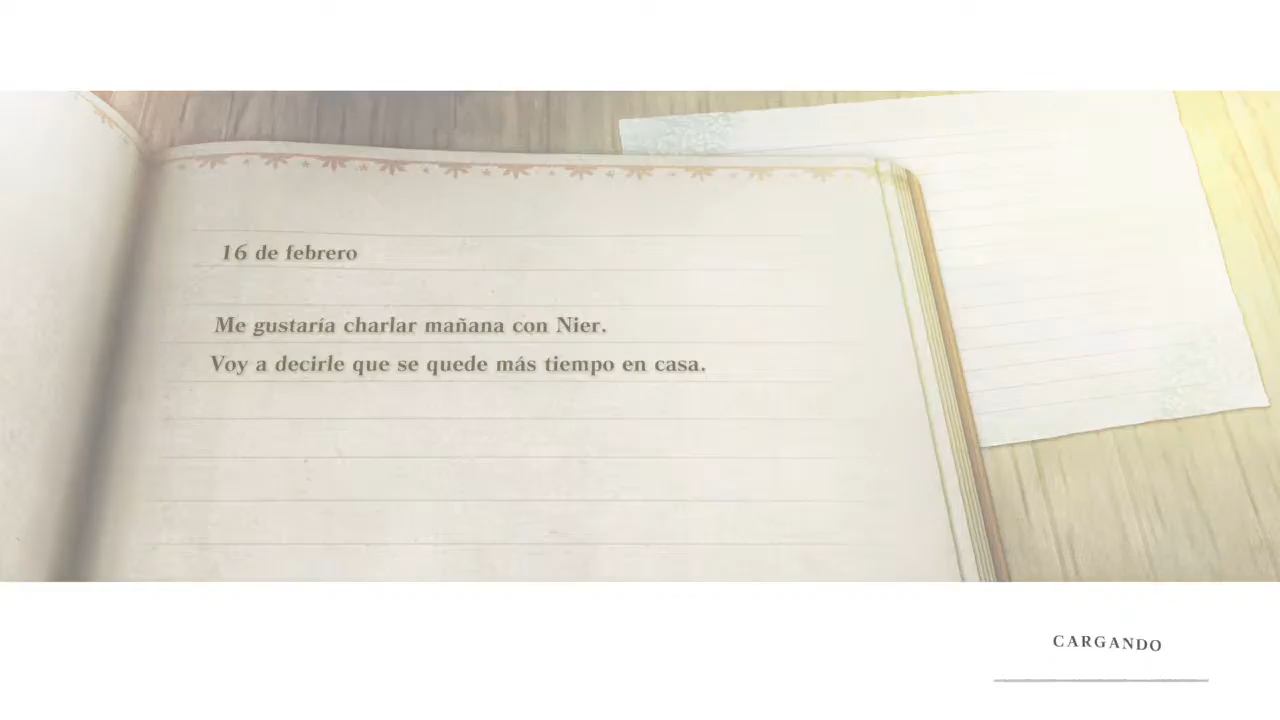 16 de febrero
Me gustaría charlar mañana con Nier.
Voy a decirle que se quede más tiempo en casa.
CARGANDO